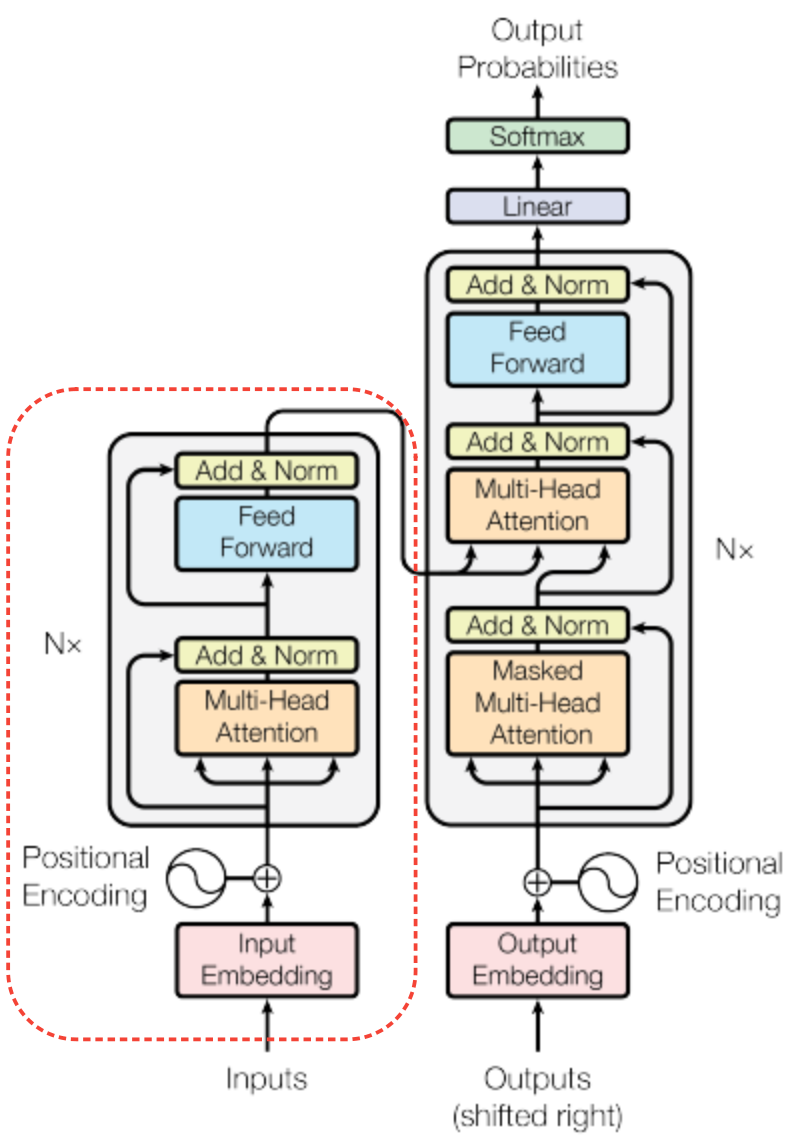 Output
Probabilities
Softmax
Linear
Add & Norm
Feed
Forward
Add & Norm
Multi-Head
Attention
Add & Norm
Masked
Multi-Head
Attention
Nx
Positional
Encoding
Output
Embedding
Outputs
(shifted right)
Add & Norm
Feed
Forward
Add & Norm
Multi-Head
Attention
Nx
Positional
Encoding
Input
Embedding
Inputs